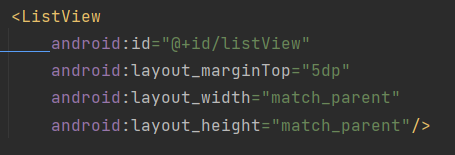 <ListView
android:id="@+id/listView"
android:layout_marginTop="5dp"
android:layout_width="match_parent"
android:layout_height="match_parent"/>